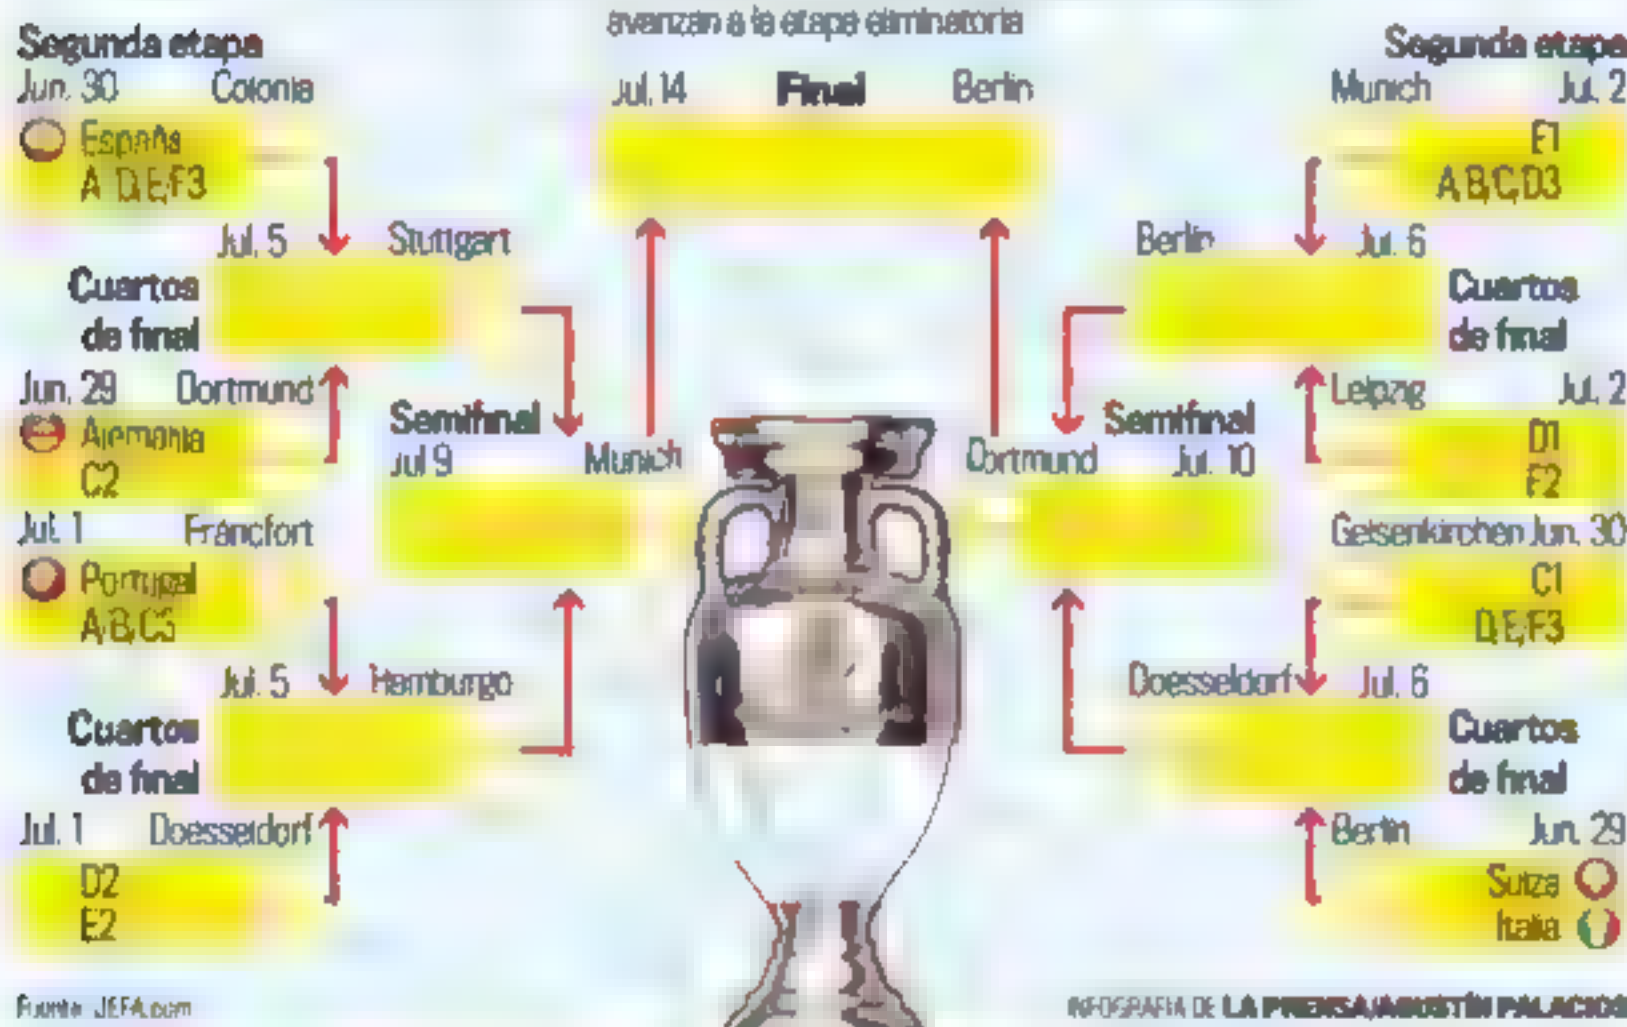 avanzan a la etapa eliminatoria
Segunda etapa
Jun. 30 Colonia
España
A D,E,F3
Jul. 5 Stuttgart
Cuartos
de final
Jun. 29 Dortmund
Alemania
C2
Jul. 1 Francfort
Portugal
A,B,C3
Jul. 5 Hamburgo
Cuartos
de final
Jul. 1 Doesseldorf
D2
E2
Semifinal
Jul 9 Munich
Jul. 14 Final Berlin
Semifinal
Dortmund Jul. 10
Segunda etapa
Munich Jul. 2
E1
A,B,C,D3
Berlin Jul. 6
Cuartos
de final
Leipzig Jul. 2
D1
F2
Gelsenkirchen Jun. 30
C1
D,E,F3
Doesseldorf Jul. 6
Cuartos
de final
Berlin Jun. 29
Suiza
Italia
Fuente: UEFA.com
INFOGRAFIA DE LA PRENSA/AGUSTÍN PALACIOS